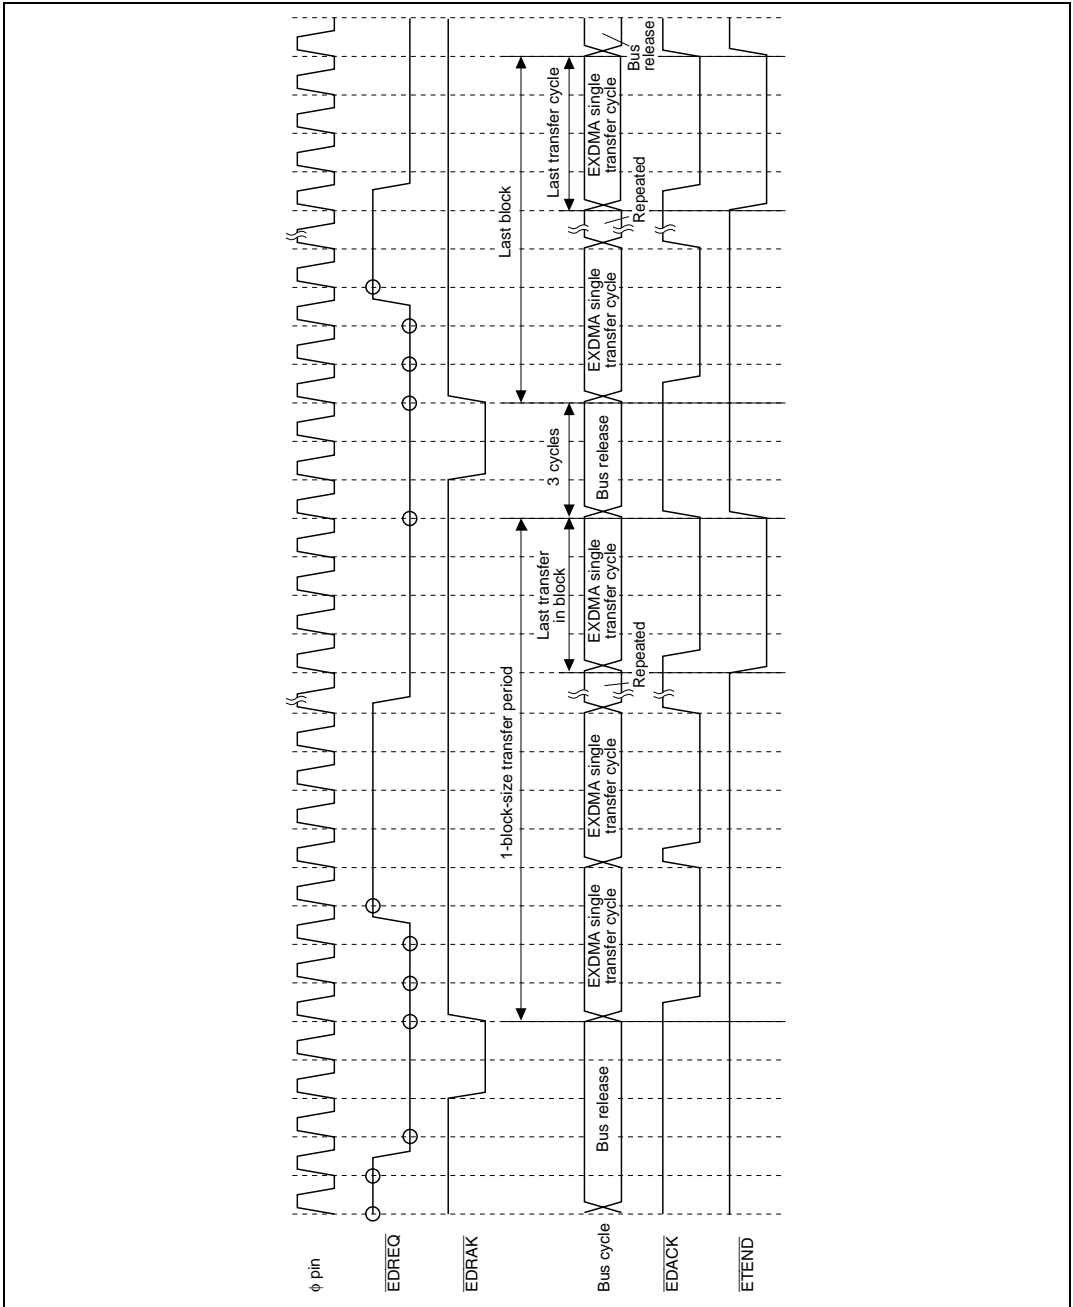 φ pin
EDREQ
EDRAK
1-block-size transfer period
Last block
Last transfer
in block
3 cycles
Last transfer cycle
Bus cycle
Bus release
EXDMA single
transfer cycle
EXDMA single
transfer cycle
Repeated
EXDMA single
transfer cycle
Bus release
EXDMA single
transfer cycle
Repeated
EXDMA single
transfer cycle
Bus
release
EDACK
ETEND